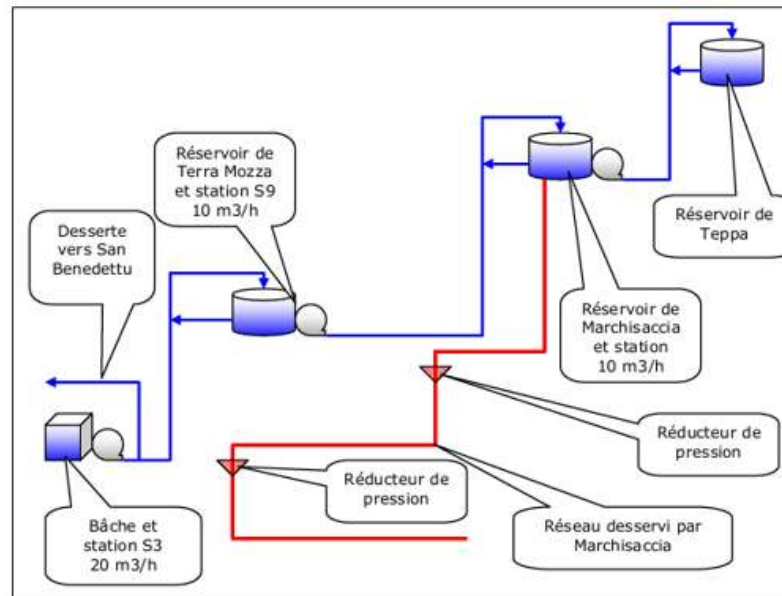 Réservoir de
Terra Mozza
et station S9
10 m3/h
Desserte
vers San
Benedettu
Réservoir de
Teppa
Réservoir de
Marchisaccia
et station
10 m3/h
Réducteur de
pression
Réducteur de
pression
Bâche et
station S3
20 m3/h
Réseau desservi par
Marchisaccia